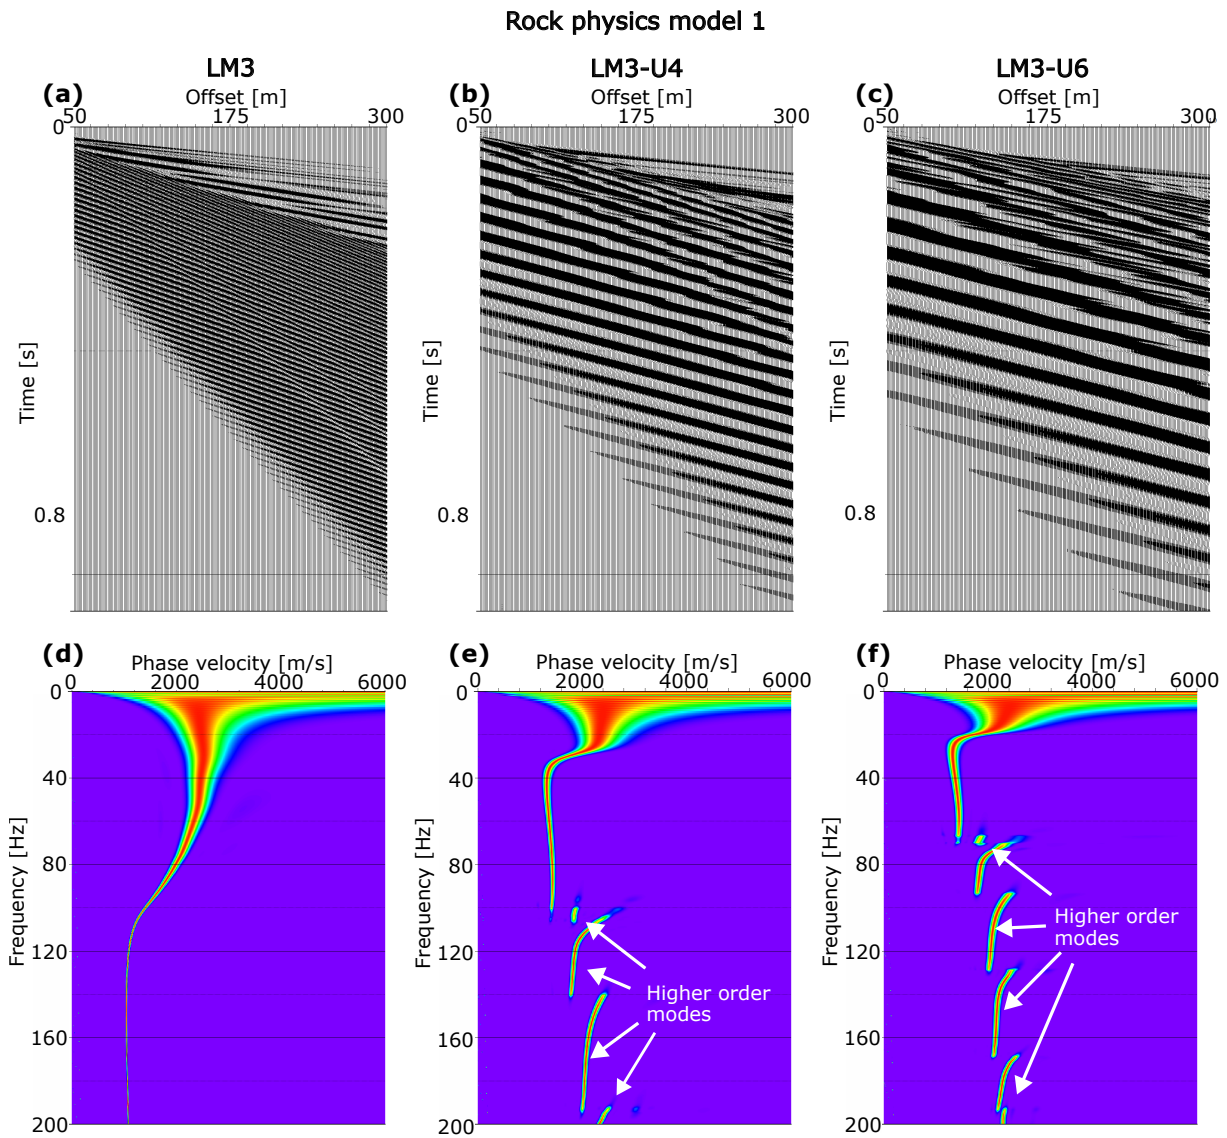 Rock physics model 1
LM3
LM3-U4
LM3-U6
(a)
Offset [m]
50
175
300
0
Time [s]
0.8
(b)
Offset [m]
50
175
300
0
Time [s]
0.8
(c)
Offset [m]
50
175
300
0
Time [s]
0.8
(d)
Phase velocity [m/s]
0
2000
4000
6000
0
40
80
120
160
200
Frequency [Hz]
(e)
Phase velocity [m/s]
0
2000
4000
6000
0
40
80
120
160
200
Frequency [Hz]
Higher order
modes
(f)
Phase velocity [m/s]
0
2000
4000
6000
0
40
80
120
160
200
Frequency [Hz]
Higher order
modes